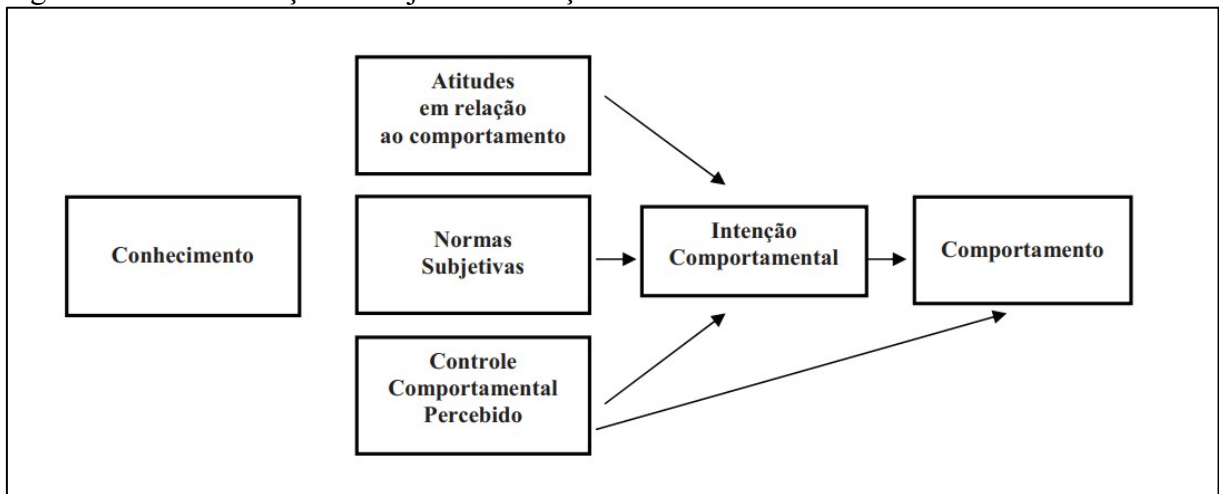 Atitudes
em relação
ao comportamento
Conhecimento
Normas
Subjetivas
Intenção
Comportamental
Comportamento
Controle
Comportamental
Percebido